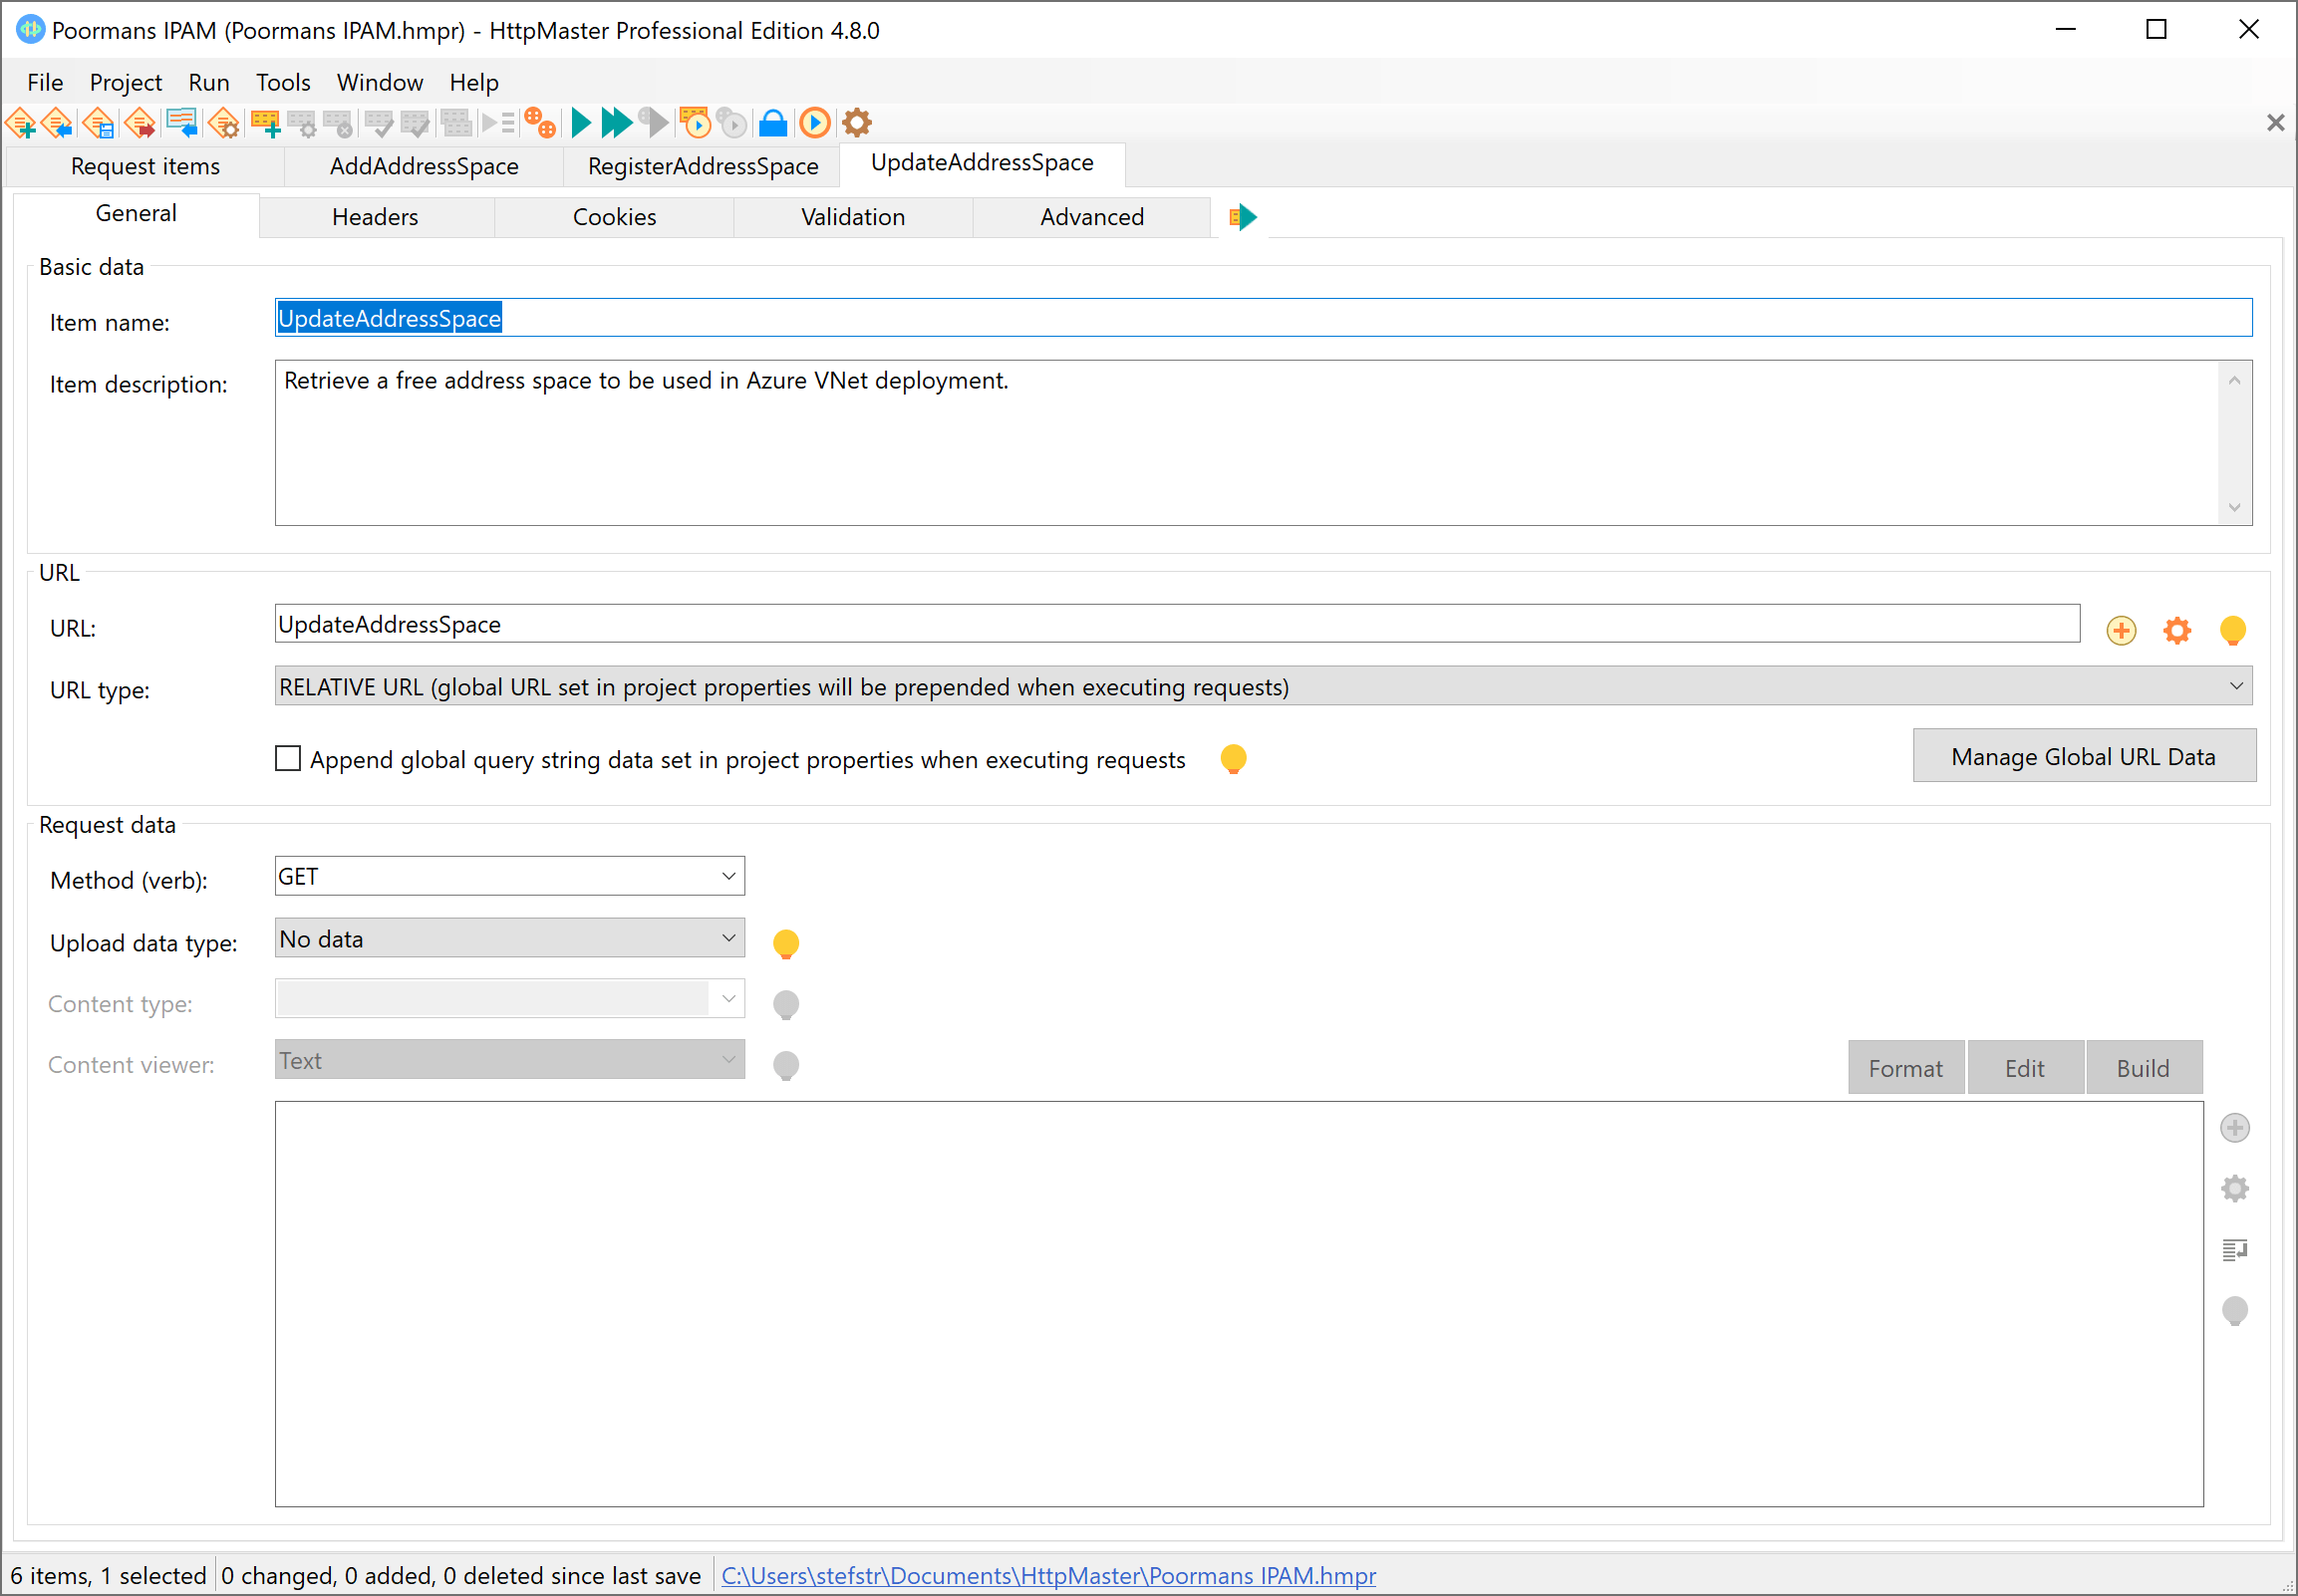 Poormans IPAM (Poormans IPAM.hmpr) - HttpMaster Professional Edition 4.8.0
File Project Run Tools Window Help
Request items AddAddressSpace RegisterAddressSpace UpdateAddressSpace
General Headers Cookies Validation Advanced
Basic data
Item name: UpdateAddressSpace
Item description: Retrieve a free address space to be used in Azure VNet deployment.
URL
URL: UpdateAddressSpace
URL type: RELATIVE URL (global URL set in project properties will be prepended when executing requests)
Append global query string data set in project properties when executing requests Manage Global URL Data
Request data
Method (verb): GET
Upload data type: No data
Content type:
Content viewer: Text Format Edit Build
6 items, 1 selected 0 changed, 0 added, 0 deleted since last save C:\Users\stefstr\Documents\HttpMaster\Poormans IPAM.hmpr